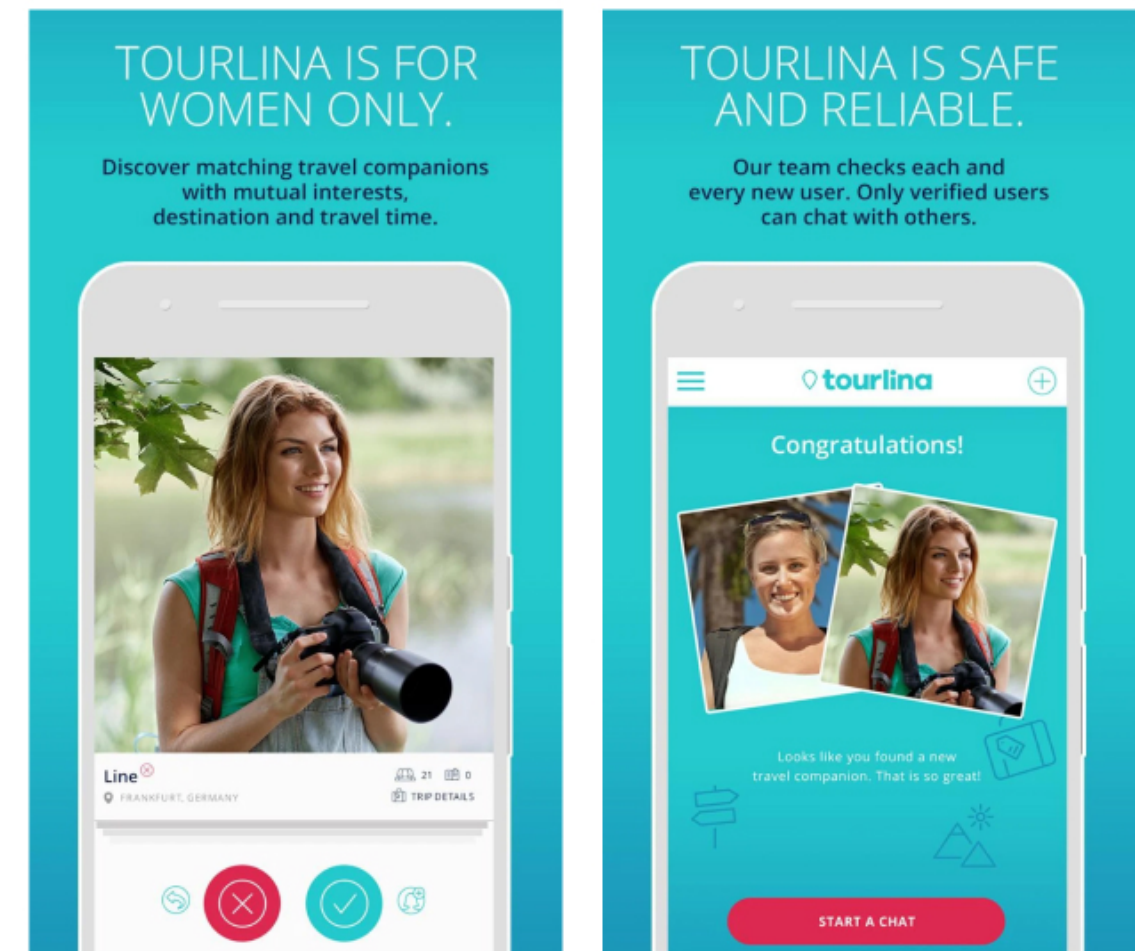 TOURLINA IS FOR
WOMEN ONLY.
Discover matching travel companions
with mutual interests,
destination and travel time.
Line
FRANKFURT, GERMANY
21
0
TRIP DETAILS
TOURLINA IS SAFE
AND RELIABLE.
Our team checks each and
every new user. Only verified users
can chat with others.
tourlina
Congratulations!
Looks like you found a new
travel companion. That is so great!
START A CHAT